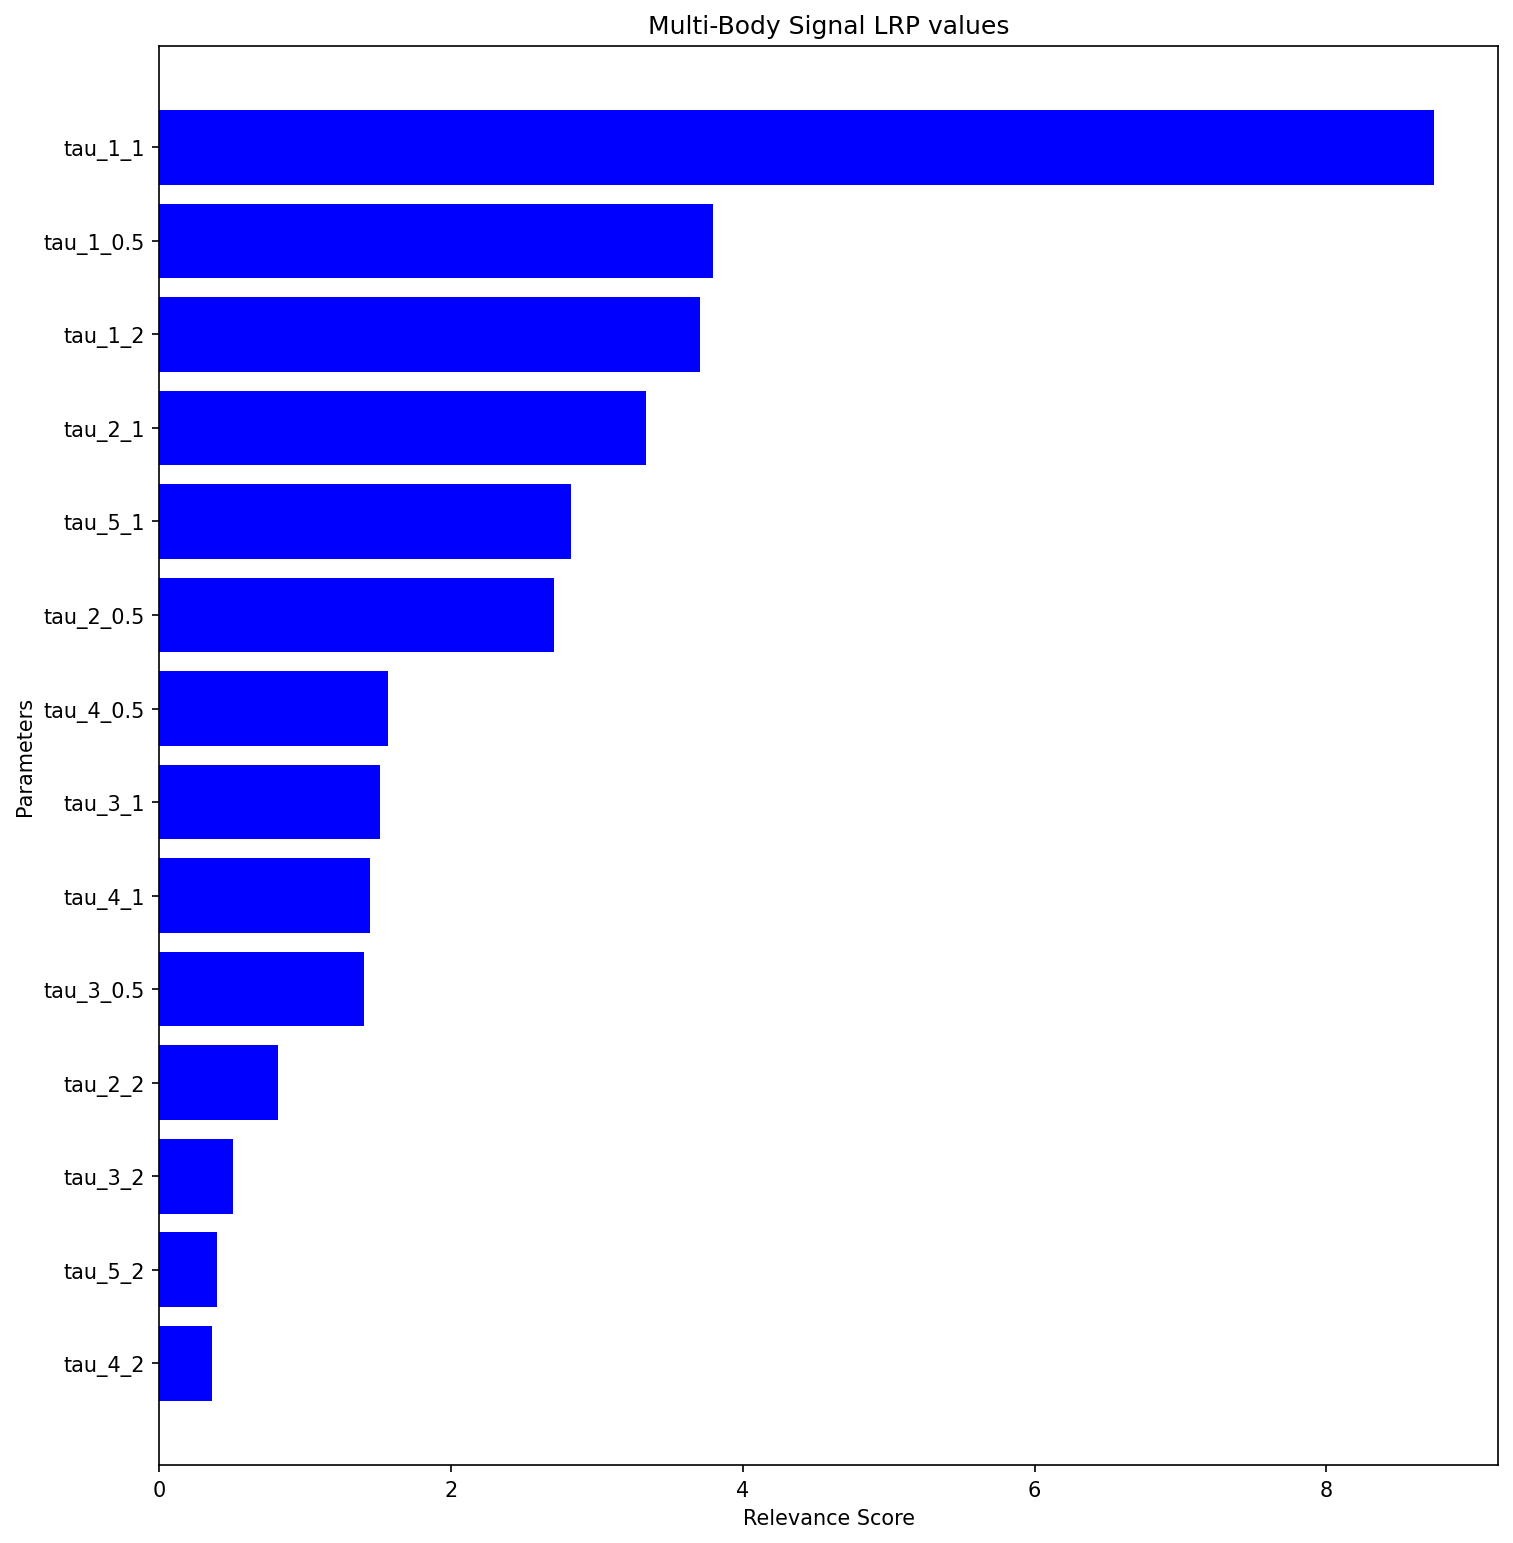 Multi-Body Signal LRP values
tau_1_1
tau_1_0.5
tau_1_2
tau_2_1
tau_5_1
tau_2_0.5
tau_4_0.5
tau_3_1
tau_4_1
tau_3_0.5
tau_2_2
tau_3_2
tau_5_2
tau_4_2
Parameters
0 2 4 6 8
Relevance Score